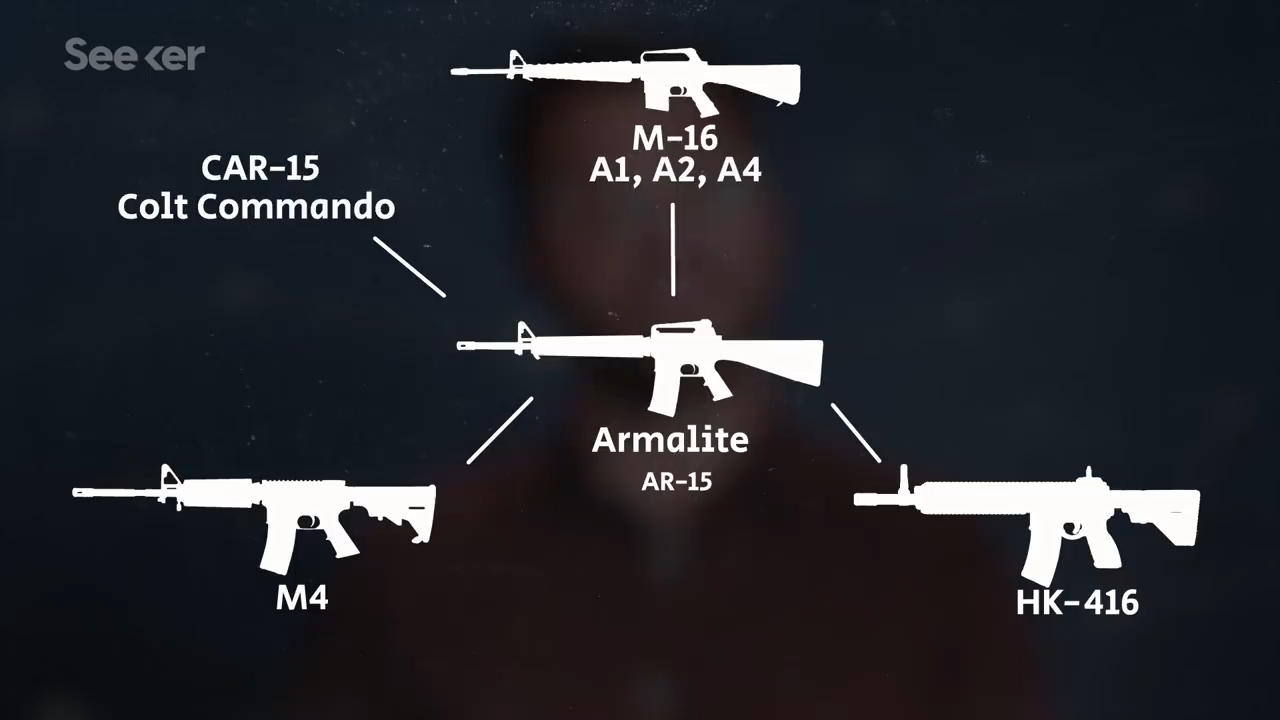 Seeker
M-16
A1, A2, A4
CAR-15
Colt Commando
Armalite
AR-15
M4
HK-416